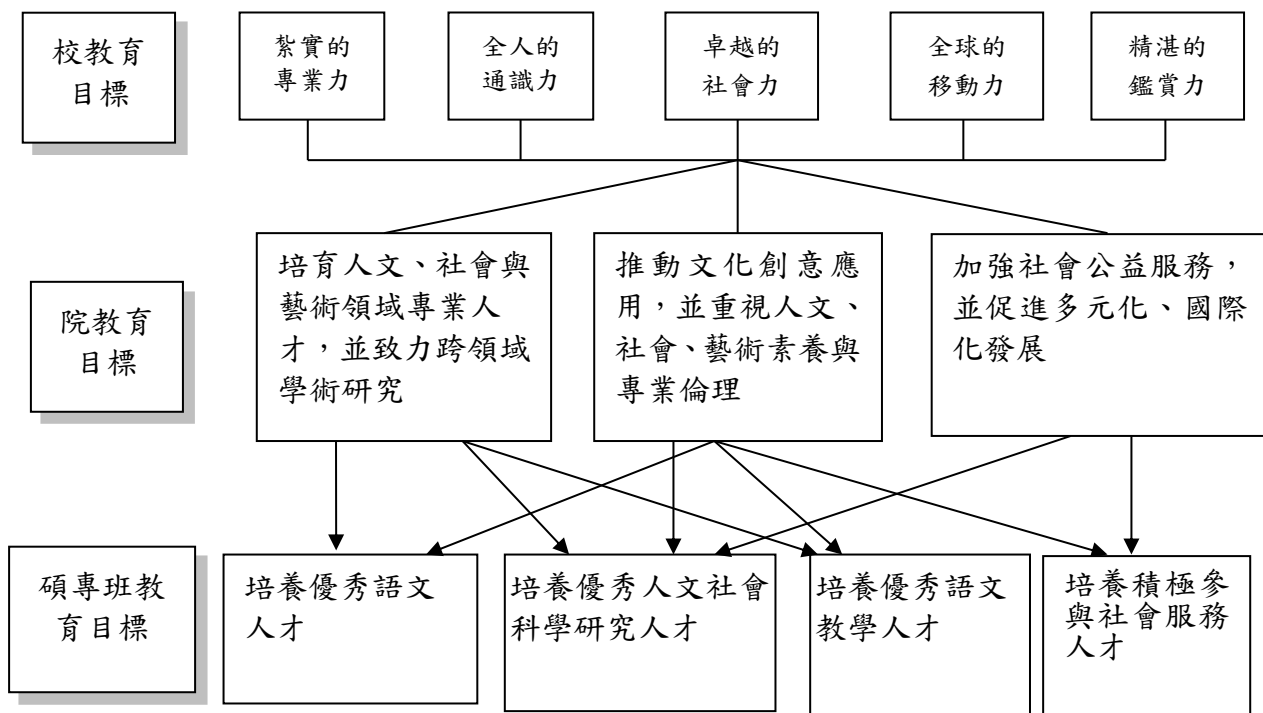 校教育
目標
紮實的
專業力
全人的
通識力
卓越的
社會力
全球的
移動力
精湛的
鑑賞力
院教育
目標
培育人文、社會與
藝術領域專業人
才，並致力跨領域
學術研究
推動文化創意應
用，並重視人文、
社會、藝術素養與
專業倫理
加強社會公益服務，
並促進多元化、國際
化發展
碩專班教
育目標
培養優秀語文
人才
培養優秀人文社會
科學研究人才
培養優秀語文
教學人才
培養積極參
與社會服務
人才